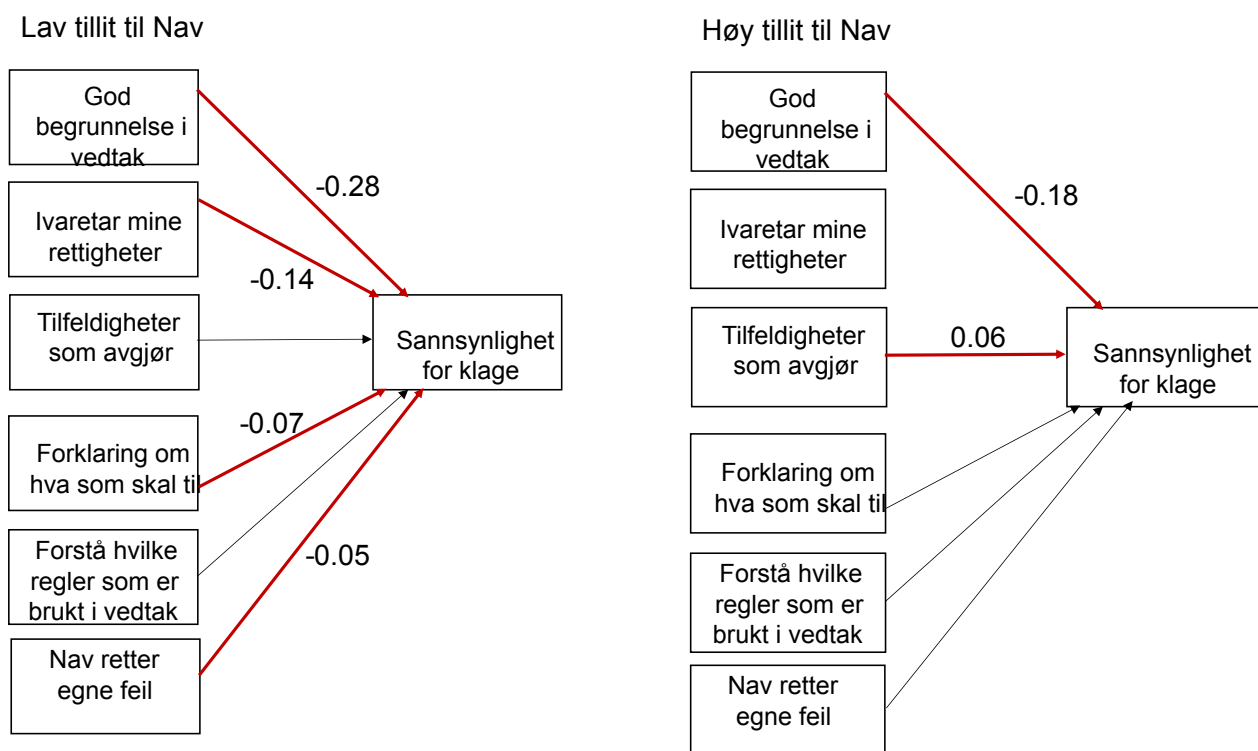 Lav tillit til Nav
God
begrunnelse i
vedtak
-0.28
Ivaretar mine
rettigheter
-0.14
Tilfeldigheter
som avgjør
Sannsynlighet
for klage
-0.07
Forklaring om
hva som skal til
Forstå hvilke
regler som er
brukt i vedtak
-0.05
Nav retter
egne feil
Høy tillit til Nav
God
begrunnelse i
vedtak
-0.18
Ivaretar mine
rettigheter
Tilfeldigheter
som avgjør
0.06
Sannsynlighet
for klage
Forklaring om
hva som skal til
Forstå hvilke
regler som er
brukt i vedtak
Nav retter
egne feil